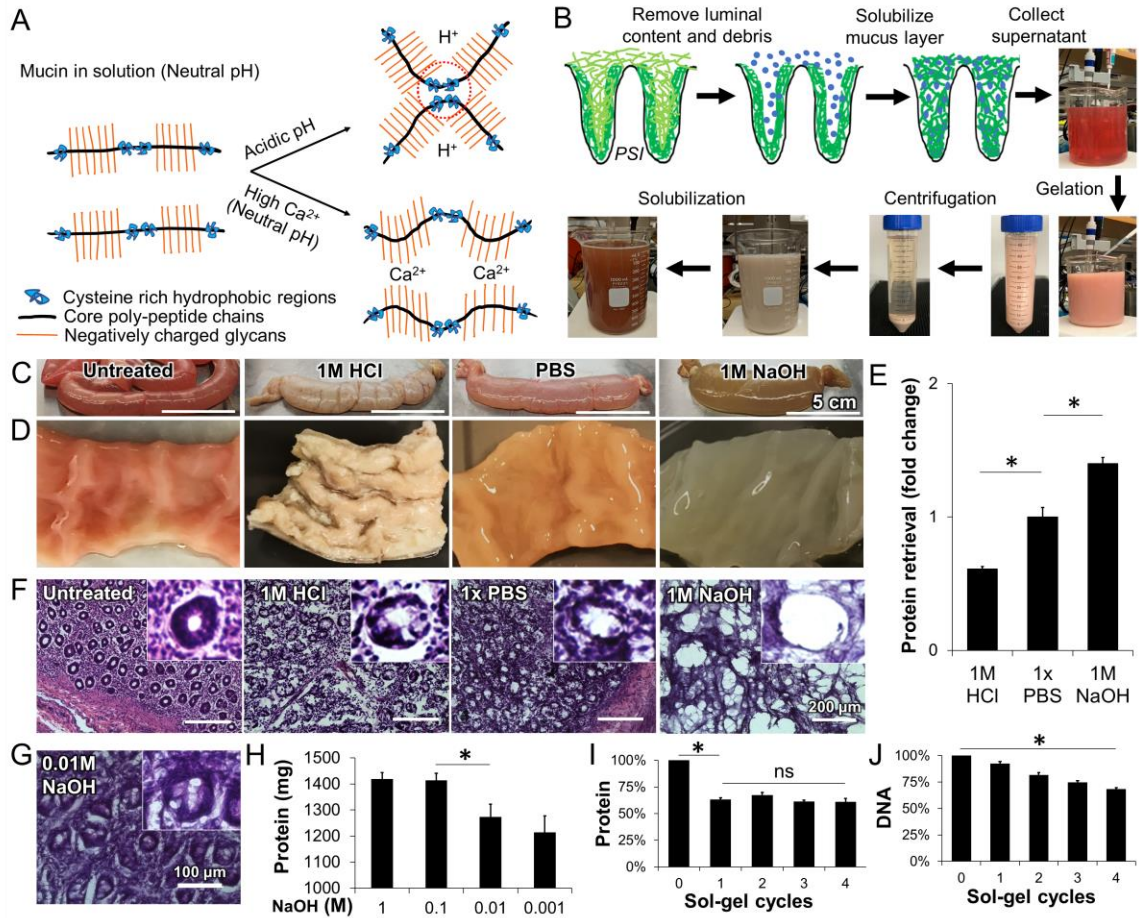 A
Mucin in solution (Neutral pH)
Acidic pH
High Ca²⁺
(Neutral pH)
H⁺
H⁺
Ca²⁺ Ca²⁺
Cysteine rich hydrophobic regions
Core poly-peptide chains
Negatively charged glycans
B
Remove luminal
content and debris
Solubilize
mucus layer
Collect
supernatant
PSI
Gelation
Centrifugation
Solubilization
C
Untreated
1M HCl
PBS
1M NaOH
5 cm
D
E
Protein retrieval (fold change)
2
1
0
1M
HCl
1x
PBS
1M
NaOH
*
*
F
Untreated
1M HCl
1x PBS
1M NaOH
200 µm
G
0.01M
NaOH
100 µm
H
Protein (mg)
1500
1400
1300
1200
1100
1000
*
NaOH (M) 1 0.1 0.01 0.001
I
Protein
100%
75%
50%
25%
0%
*
ns
0 1 2 3 4
Sol-gel cycles
J
DNA
100%
75%
50%
25%
0%
*
0 1 2 3 4
Sol-gel cycles